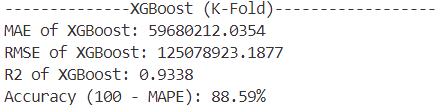 --------------XGBoost (K-Fold)------------------
MAE of XGBoost: 59680212.0354
RMSE of XGBoost: 125078923.1877
R2 of XGBoost: 0.9338
Accuracy (100 - MAPE): 88.59%